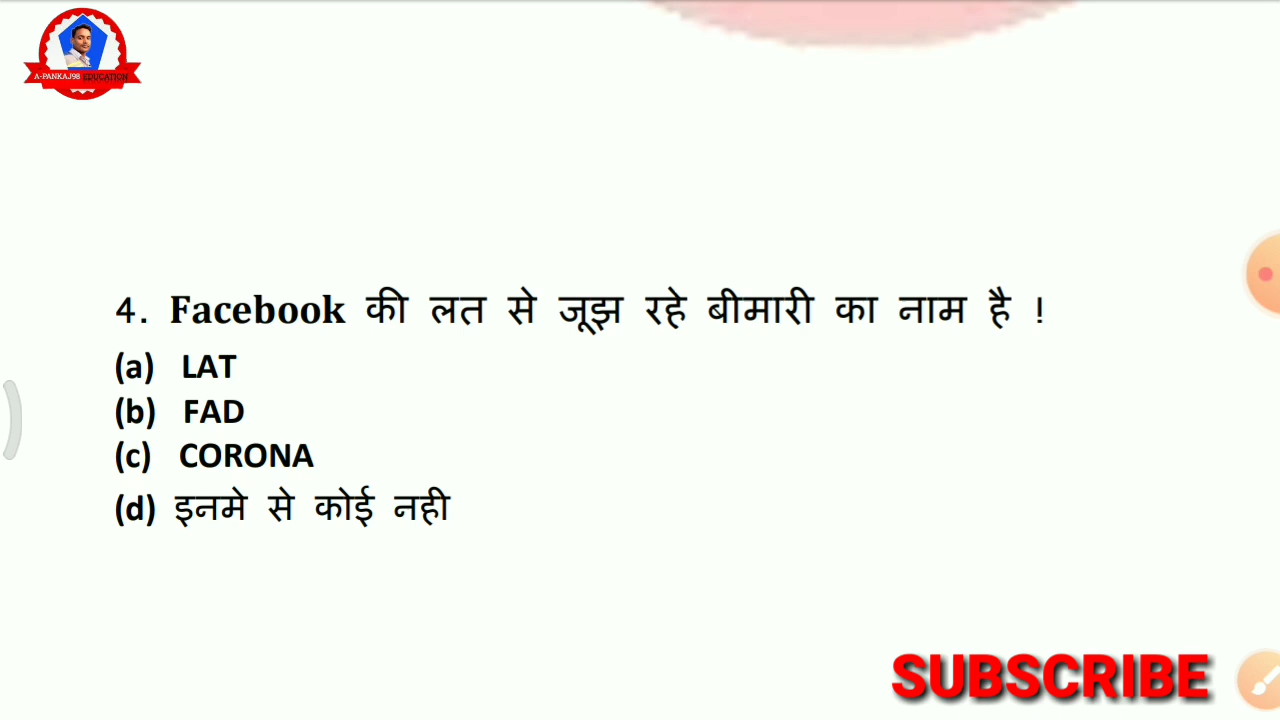 A-PANKAJ98 EDUCATION
4. Facebook की लत से जूझ रहे बीमारी का नाम है !
(a) LAT
(b) FAD
(c) CORONA
(d) इनमे से कोई नही
SUBSCRIBE